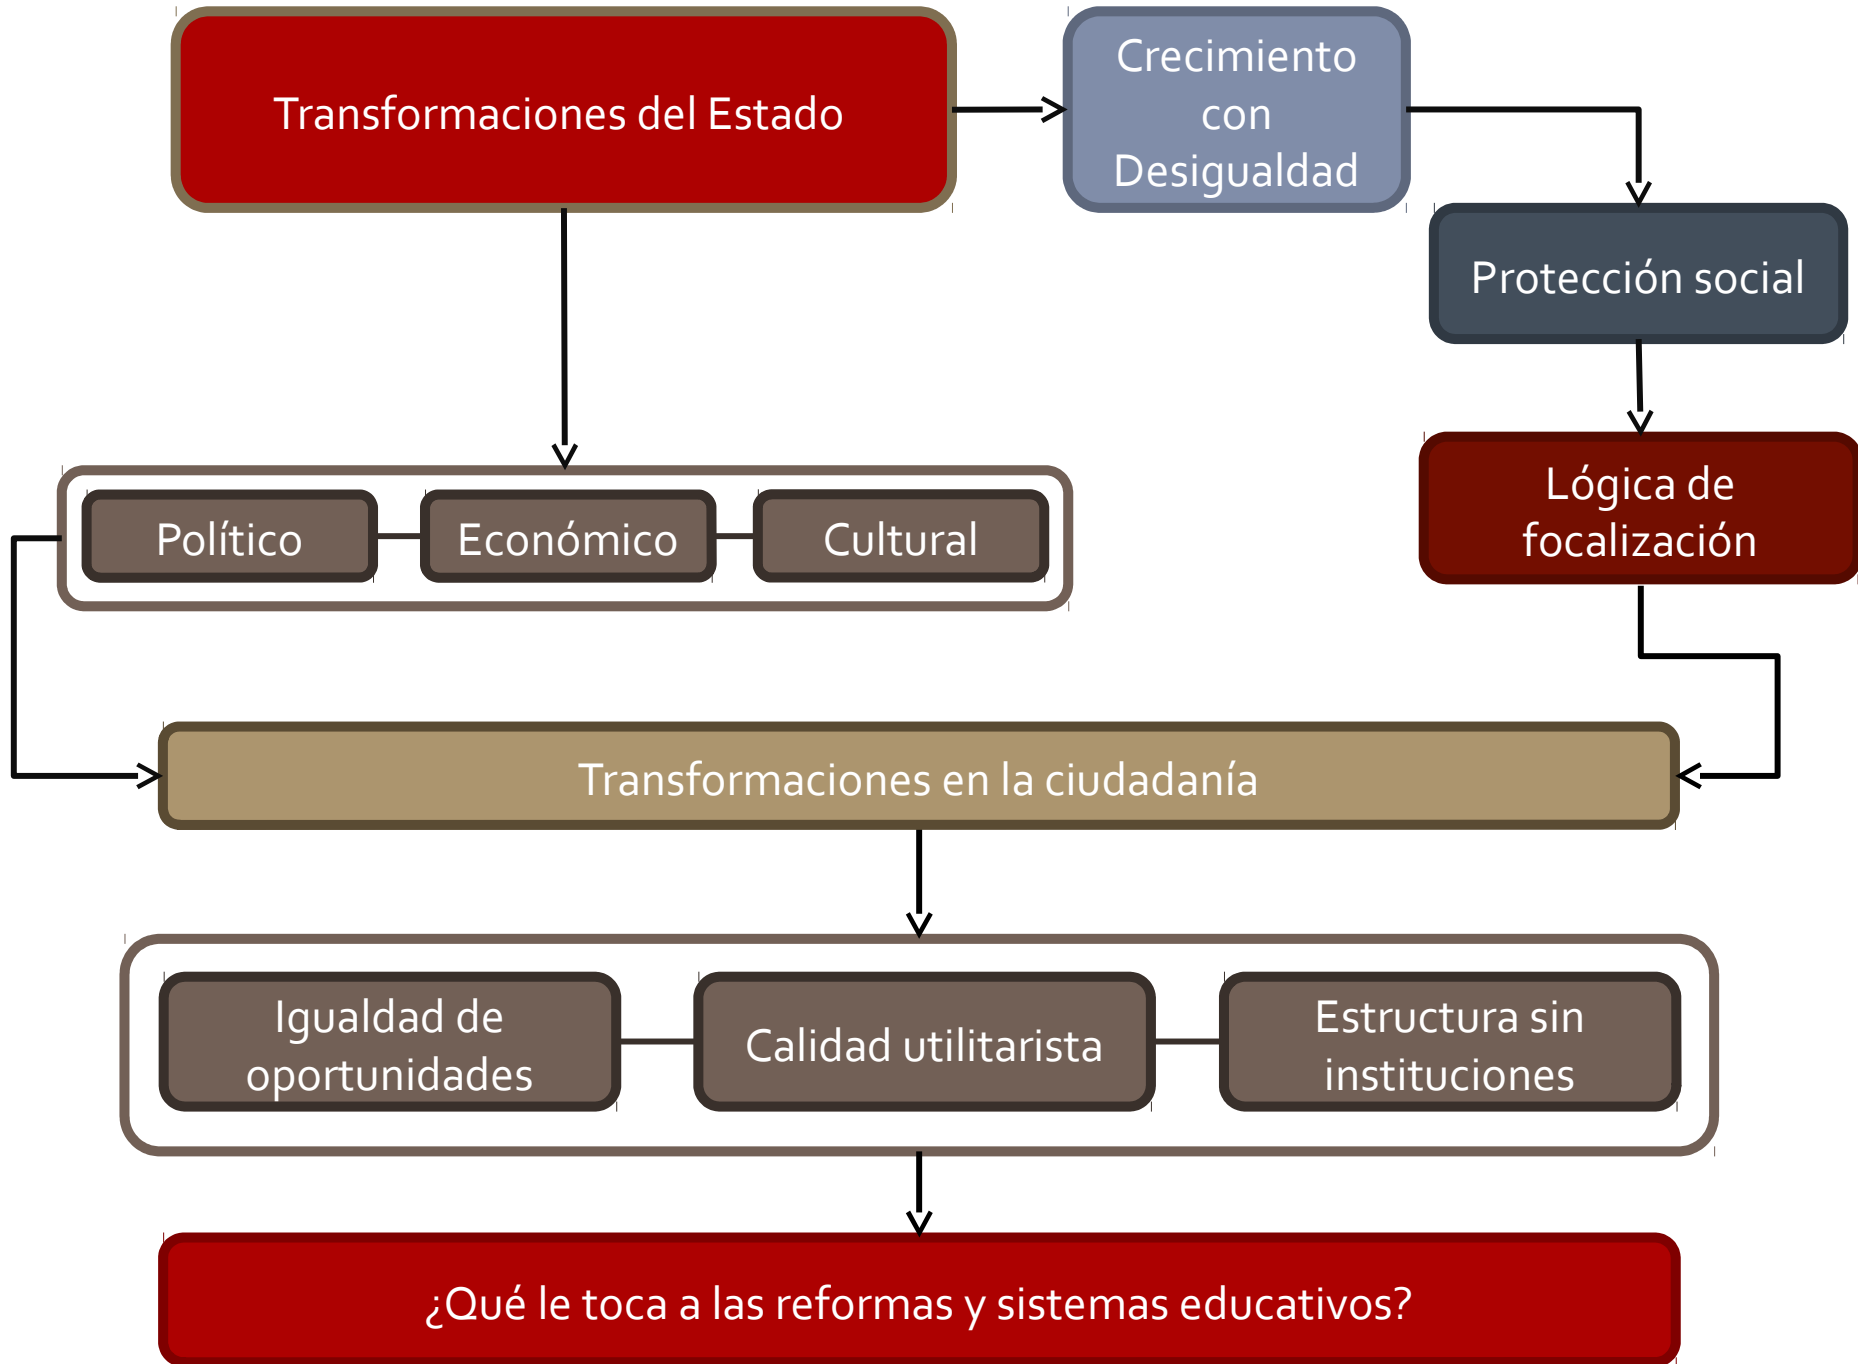 Transformaciones del Estado
Crecimiento
con
Desigualdad
Protección social
Lógica de
focalización
Político
Económico
Cultural
Transformaciones en la ciudadanía
Igualdad de
oportunidades
Calidad utilitarista
Estructura sin
instituciones
¿Qué le toca a las reformas y sistemas educativos?